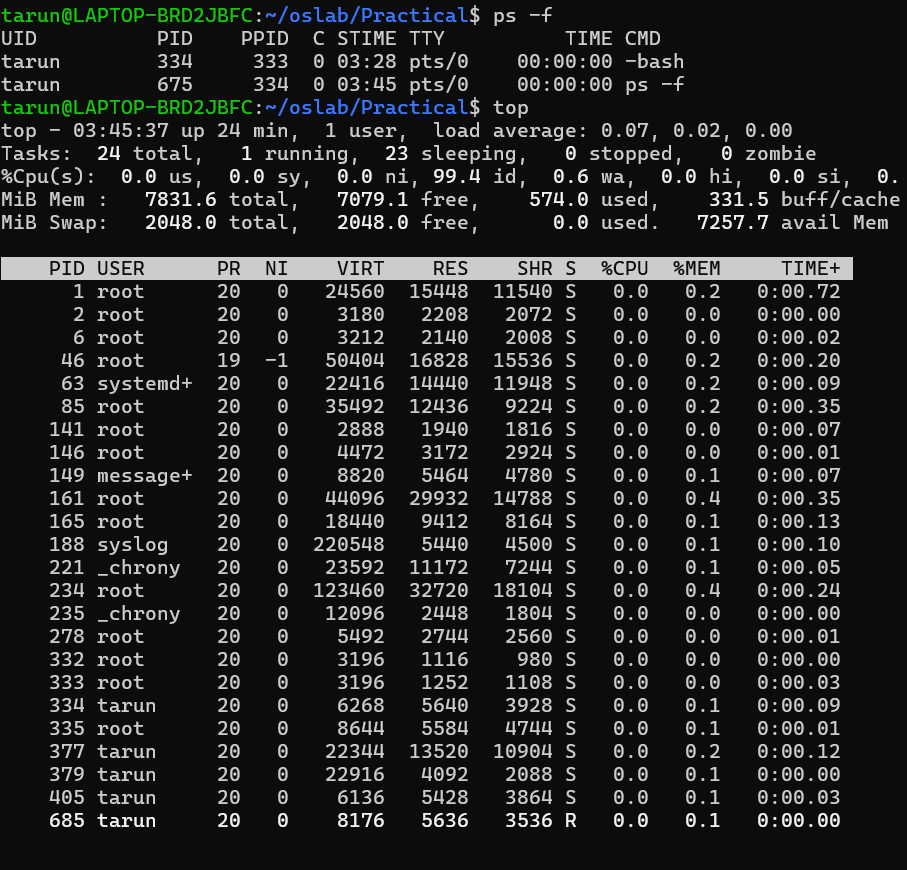 tarun@LAPTOP-BRD2JBFC:~/oslab/Practical$ ps -f
UID          PID    PPID  C STIME TTY          TIME CMD
tarun        334     333  0 03:28 pts/0    00:00:00 -bash
tarun        675     334  0 03:45 pts/0    00:00:00 ps -f
tarun@LAPTOP-BRD2JBFC:~/oslab/Practical$ top
top - 03:45:37 up 24 min,  1 user,  load average: 0.07, 0.02, 0.00
Tasks:  24 total,   1 running,  23 sleeping,   0 stopped,   0 zombie
%Cpu(s):  0.0 us,  0.0 sy,  0.0 ni, 99.4 id,  0.6 wa,  0.0 hi,  0.0 si,  0.
MiB Mem :   7831.6 total,   7079.1 free,    574.0 used,    331.5 buff/cache
MiB Swap:   2048.0 total,   2048.0 free,      0.0 used.   7257.7 avail Mem
    PID USER      PR  NI    VIRT    RES    SHR S  %CPU  %MEM     TIME+
      1 root      20   0   24560  15448  11540 S   0.0   0.2   0:00.72
      2 root      20   0    3180   2208   2072 S   0.0   0.0   0:00.00
      6 root      20   0    3212   2140   2008 S   0.0   0.0   0:00.02
     46 root      19  -1   50404  16828  15536 S   0.0   0.2   0:00.20
     63 systemd+  20   0   22416  14440  11948 S   0.0   0.2   0:00.09
     85 root      20   0   35492  12436   9224 S   0.0   0.2   0:00.35
    141 root      20   0    2888   1940   1816 S   0.0   0.0   0:00.07
    146 root      20   0    4472   3172   2924 S   0.0   0.0   0:00.01
    149 message+  20   0    8820   5464   4780 S   0.0   0.1   0:00.07
    161 root      20   0   44096  29932  14788 S   0.0   0.4   0:00.35
    165 root      20   0   18440   9412   8164 S   0.0   0.1   0:00.13
    188 syslog    20   0  220548   5440   4500 S   0.0   0.1   0:00.10
    221 _chrony   20   0   23592  11172   7244 S   0.0   0.1   0:00.05
    234 root      20   0  123460  32720  18104 S   0.0   0.4   0:00.24
    235 _chrony   20   0   12096   2448   1804 S   0.0   0.0   0:00.00
    278 root      20   0    5492   2744   2560 S   0.0   0.0   0:00.01
    332 root      20   0    3196   1116    980 S   0.0   0.0   0:00.00
    333 root      20   0    3196   1252   1108 S   0.0   0.0   0:00.03
    334 tarun     20   0    6268   5640   3928 S   0.0   0.1   0:00.09
    335 root      20   0    8644   5584   4744 S   0.0   0.1   0:00.01
    377 tarun     20   0   22344  13520  10904 S   0.0   0.2   0:00.12
    379 tarun     20   0   22916   4092   2088 S   0.0   0.1   0:00.00
    405 tarun     20   0    6136   5428   3864 S   0.0   0.1   0:00.03
    685 tarun     20   0    8176   5636   3536 R   0.0   0.1   0:00.00